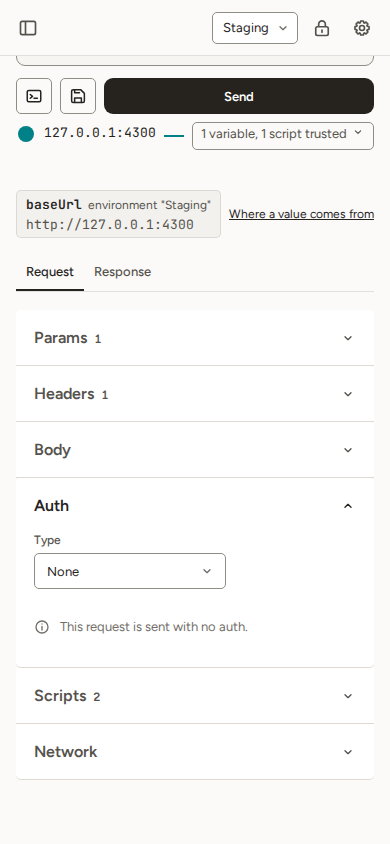 Staging
Send
127.0.0.1:4300
1 variable, 1 script trusted
baseUrl environment "Staging"
http://127.0.0.1:4300
Where a value comes from
Request
Response
Params 1
Headers 1
Body
Auth
Type
None
This request is sent with no auth.
Scripts 2
Network